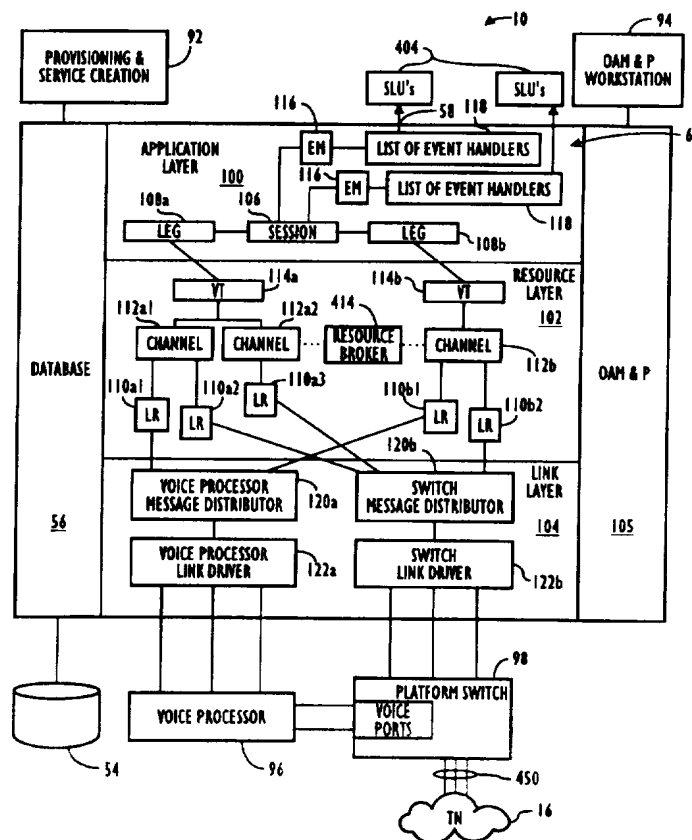 10
92
PROVISIONING &
SERVICE CREATION
404
94
OAM & P
WORKSTATION
SLU's
SLU's
116
58
118
6
APPLICATION
LAYER
EM
LIST OF EVENT HANDLERS
100
116
EM
LIST OF EVENT HANDLERS
108a
106
118
LEG
SESSION
LEG
108b
114a
114b
RESOURCE
LAYER
VT
VT
102
112a1
112a2
414
CHANNEL
CHANNEL
RESOURCE
BROKER
CHANNEL
112b
DATABASE
OAM & P
110a1
110a2
110a3
110b1
110b2
LR
LR
LR
LR
LR
120b
VOICE PROCESSOR
MESSAGE DISTRIBUTOR
120a
SWITCH
MESSAGE DISTRIBUTOR
LINK
LAYER
56
104
105
VOICE PROCESSOR
LINK DRIVER
122a
SWITCH
LINK DRIVER
122b
98
PLATFORM SWITCH
VOICE PROCESSOR
VOICE
PORTS
54
96
450
TN
16